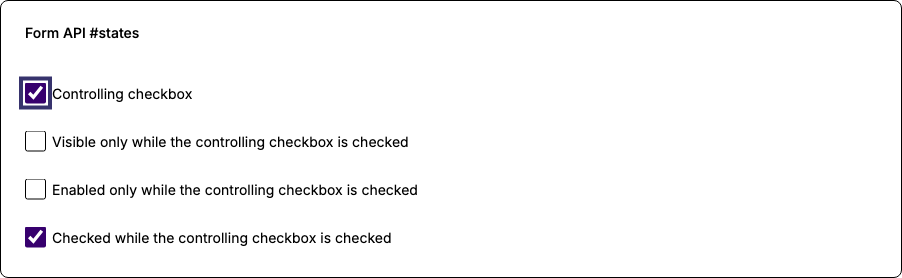 Form API #states
Controlling checkbox
Visible only while the controlling checkbox is checked
Enabled only while the controlling checkbox is checked
Checked while the controlling checkbox is checked